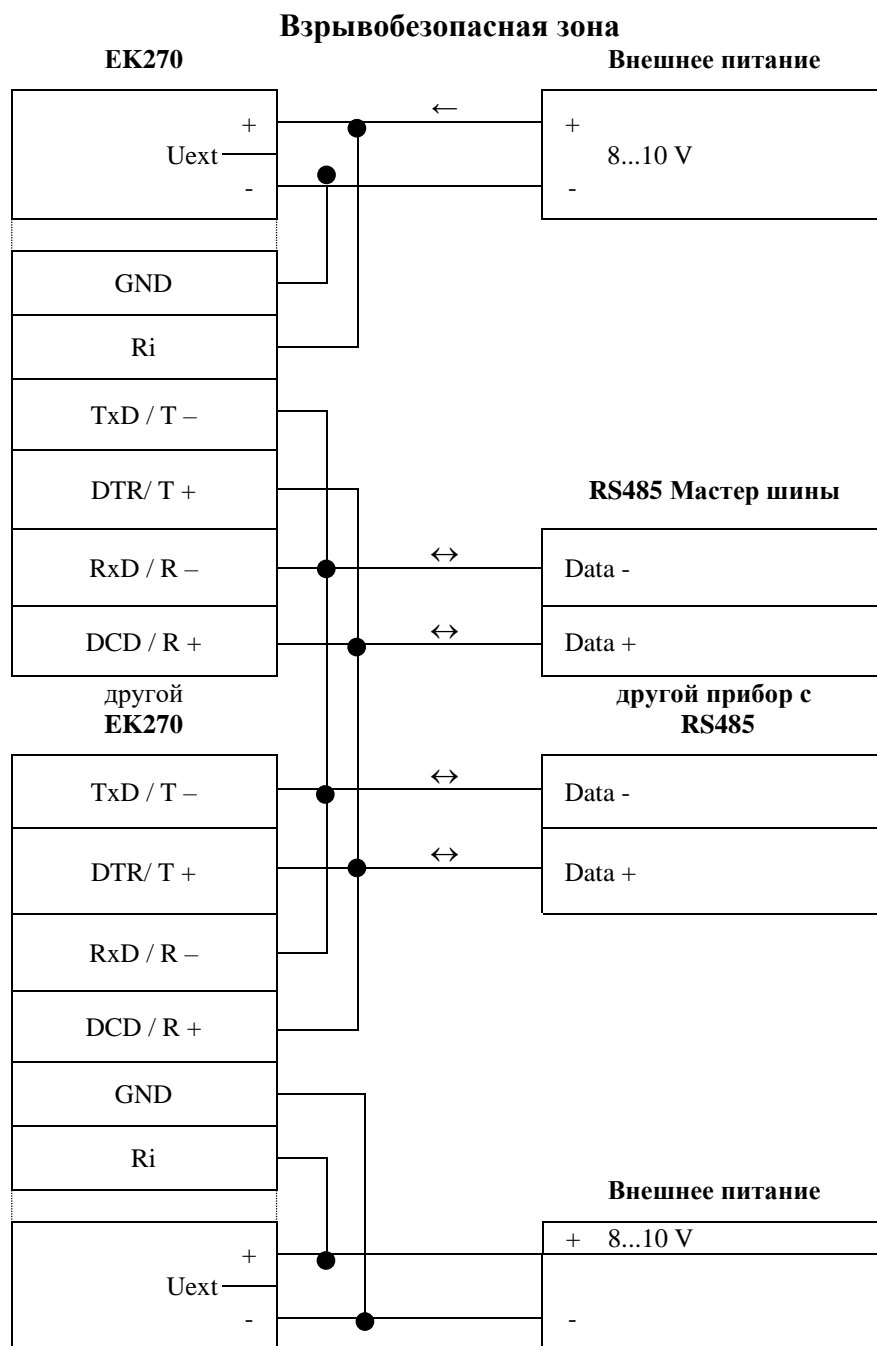 Взрывобезопасная зона
EK270 Внешнее питание
+ ← +
Uext 8...10 V
- -
GND
Ri
TxD / T –
DTR/ T + RS485 Мастер шины
RxD / R – ↔ Data -
DCD / R + ↔ Data +
другой другой прибор с
EK270 RS485
TxD / T – ↔ Data -
DTR/ T + ↔ Data +
RxD / R –
DCD / R +
GND
Ri
Внешнее питание
+ + 8...10 V
Uext
- -